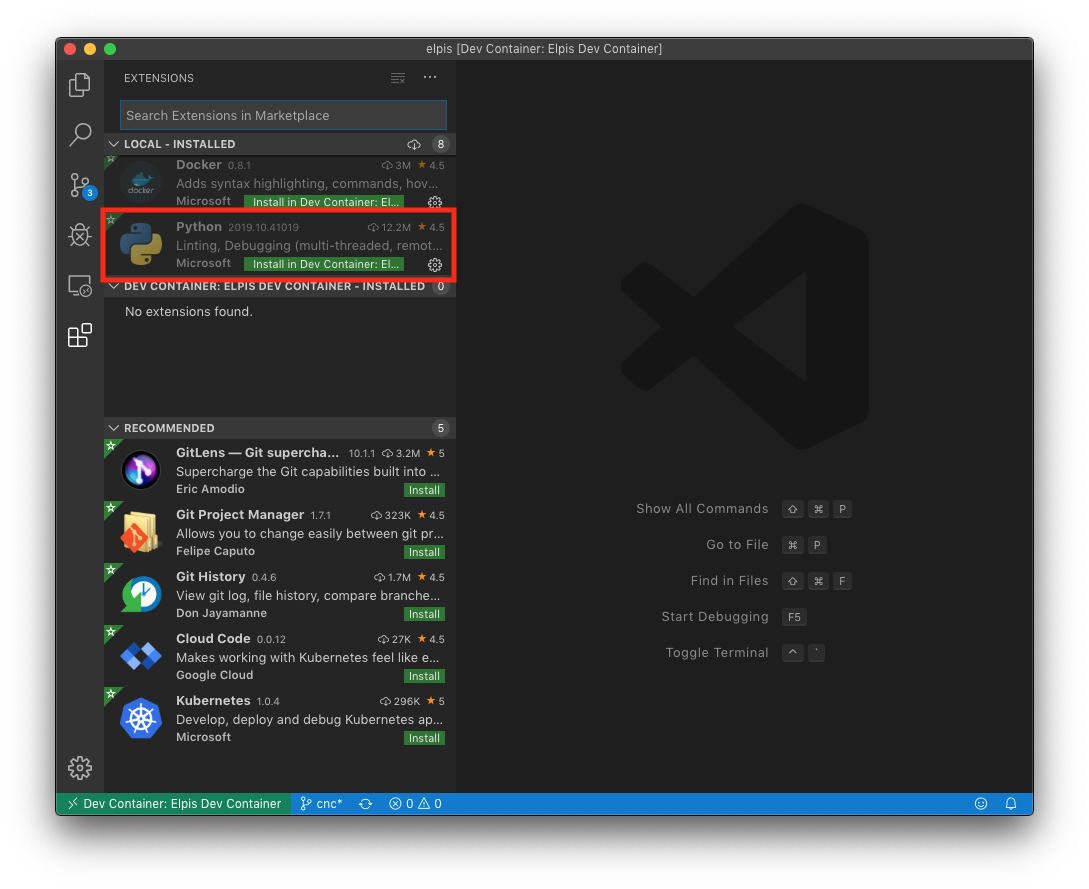 elpis [Dev Container: Elpis Dev Container]
EXTENSIONS
Search Extensions in Marketplace
LOCAL - INSTALLED 8
Docker 0.8.1 3M ★ 4.5
Adds syntax highlighting, commands, hov...
Microsoft Install in Dev Container: El...
docker
Python 2019.10.41019 12.2M ★ 4.5
Linting, Debugging (multi-threaded, remot...
Microsoft Install in Dev Container: El...
DEV CONTAINER: ELPIS DEV CONTAINER - INSTALLED 0
No extensions found.
3
RECOMMENDED 5
GitLens — Git supercha... 10.1.1 3.2M ★ 5
Supercharge the Git capabilities built into ...
Eric Amodio Install
Git Project Manager 1.7.1 323K ★ 4.5
Allows you to change easily between git pr...
Felipe Caputo Install
Git History 0.4.6 1.7M ★ 4.5
View git log, file history, compare branche...
Don Jayamanne Install
Cloud Code 0.0.12 27K ★ 4.5
Makes working with Kubernetes feel like e...
Google Cloud Install
Kubernetes 1.0.4 296K ★ 5
Develop, deploy and debug Kubernetes ap...
Microsoft Install
Show All Commands ⇧ ⌘ P
Go to File ⌘ P
Find in Files ⇧ ⌘ F
Start Debugging F5
Toggle Terminal ^ `
Dev Container: Elpis Dev Container cnc* 0 0